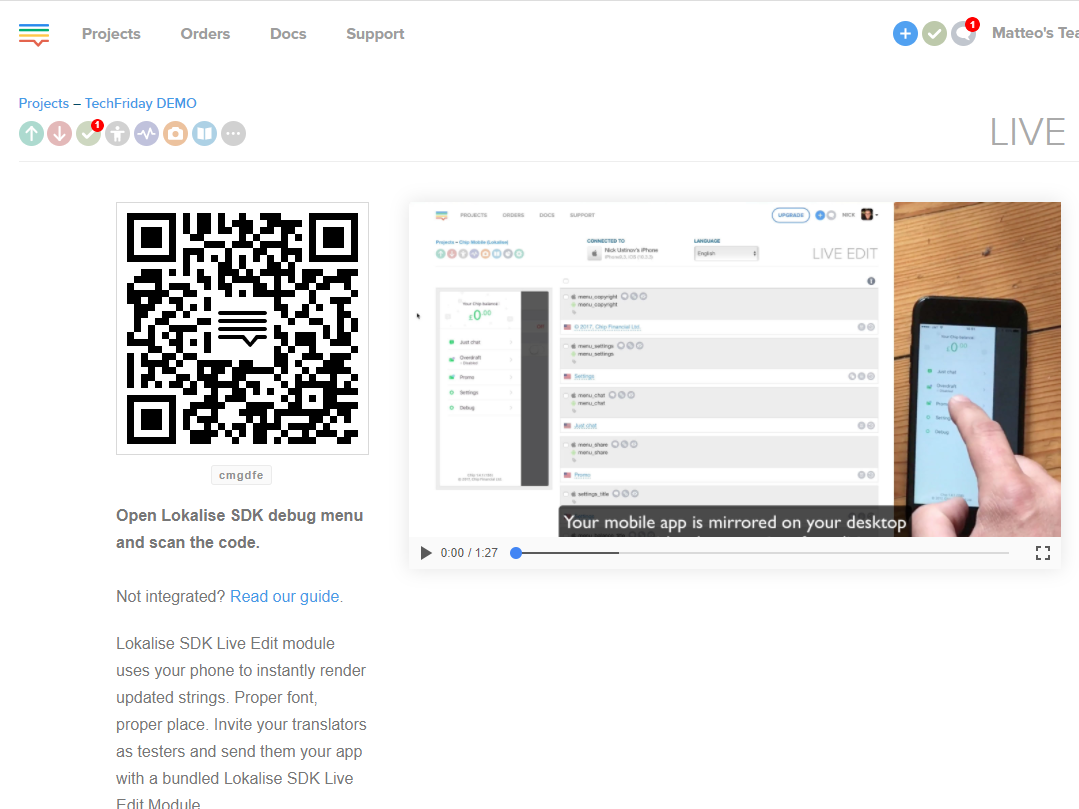 Projects Orders Docs Support
1 Matteo's Tea
Projects – TechFriday DEMO
1
LIVE
cmgdfe
Open Lokalise SDK debug menu
and scan the code.
Not integrated? Read our guide.
Lokalise SDK Live Edit module
uses your phone to instantly render
updated strings. Proper font,
proper place. Invite your translators
as testers and send them your app
with a bundled Lokalise SDK Live
Edit Module
PROJECTS ORDERS DOCS SUPPORT
UPGRADE NICK
Projects – Chip Mobile (Lokalise)
CONNECTED TO
Nick Ustinov's iPhone
LANGUAGE
English
LIVE EDIT
Your Chip balance
£0.00
Just chat
Overdraft
Promo
Settings
Debug
menu_copyright
menu_copyright
© 2017, Chip Financial Ltd.
menu_settings
menu_settings
Settings
menu_chat
menu_chat
Just chat
menu_share
menu_share
Promo
settings_title
Your mobile app is mirrored on your desktop
£0.00
Just chat
Overdraft
Debug
0:00 / 1:27